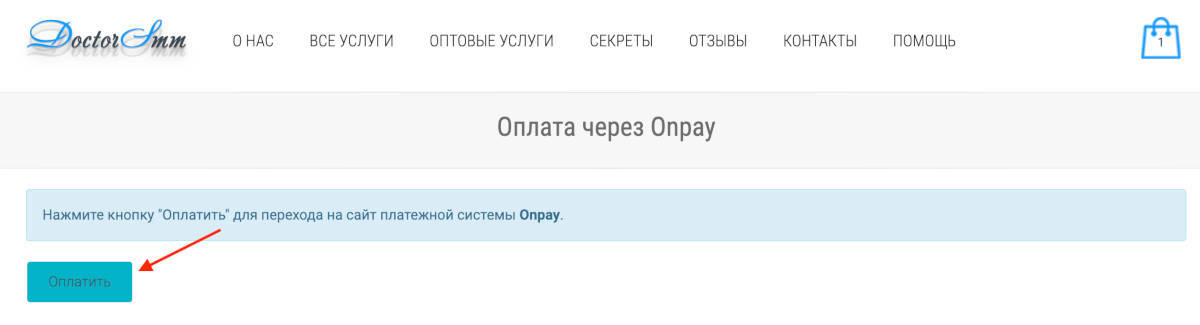 DoctorSmm
О НАС ВСЕ УСЛУГИ ОПТОВЫЕ УСЛУГИ СЕКРЕТЫ ОТЗЫВЫ КОНТАКТЫ ПОМОЩЬ
1
Оплата через Onpay
Нажмите кнопку "Оплатить" для перехода на сайт платежной системы Onpay.
Оплатить